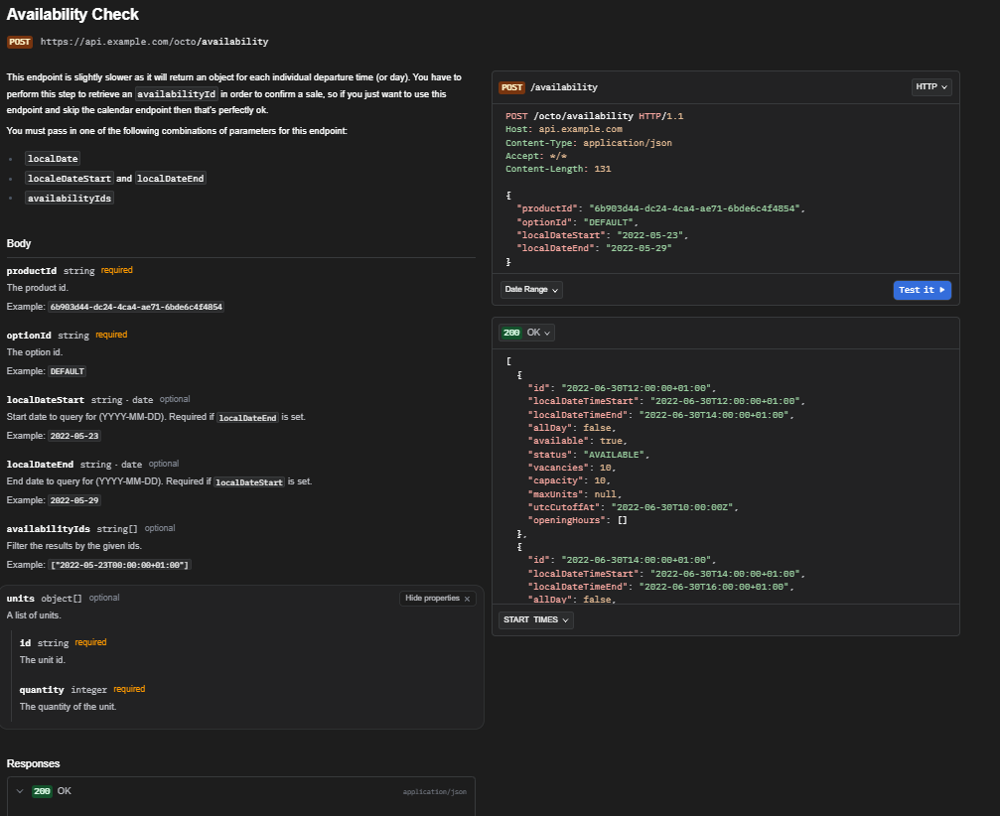 Availability Check
POST https://api.example.com/octo/availability
This endpoint is slightly slower as it will return an object for each individual departure time (or day). You have to
perform this step to retrieve an availabilityId in order to confirm a sale, so if you just want to use this
endpoint and skip the calendar endpoint then that's perfectly ok.
You must pass in one of the following combinations of parameters for this endpoint:
• localDate
• localeDateStart and localDateEnd
• availabilityIds
Body
productId string required
The product id.
Example: 6b903d44-dc24-4ca4-ae71-6bde6c4f4854
optionId string required
The option id.
Example: DEFAULT
localDateStart string - date optional
Start date to query for (YYYY-MM-DD). Required if localDateEnd is set.
Example: 2022-05-23
localDateEnd string - date optional
End date to query for (YYYY-MM-DD). Required if localDateStart is set.
Example: 2022-05-29
availabilityIds string[] optional
Filter the results by the given ids.
Example: ["2022-05-23T00:00:00+01:00"]
units object[] optional
Hide properties ×
A list of units.
id string required
The unit id.
quantity integer required
The quantity of the unit.
Responses
200 OK
application/json
POST /availability
HTTP
POST /octo/availability HTTP/1.1
Host: api.example.com
Content-Type: application/json
Accept: */*
Content-Length: 131
{
"productId": "6b903d44-dc24-4ca4-ae71-6bde6c4f4854",
"optionId": "DEFAULT",
"localDateStart": "2022-05-23",
"localDateEnd": "2022-05-29"
}
Date Range
Test it
200 OK
[
{
"id": "2022-06-30T12:00:00+01:00",
"localDateTimeStart": "2022-06-30T12:00:00+01:00",
"localDateTimeEnd": "2022-06-30T14:00:00+01:00",
"allDay": false,
"available": true,
"status": "AVAILABLE",
"vacancies": 10,
"capacity": 10,
"maxUnits": null,
"utcCutoffAt": "2022-06-30T10:00:00Z",
"openingHours": []
},
{
"id": "2022-06-30T14:00:00+01:00",
"localDateTimeStart": "2022-06-30T14:00:00+01:00",
"localDateTimeEnd": "2022-06-30T16:00:00+01:00",
"allDay": false,
START TIMES